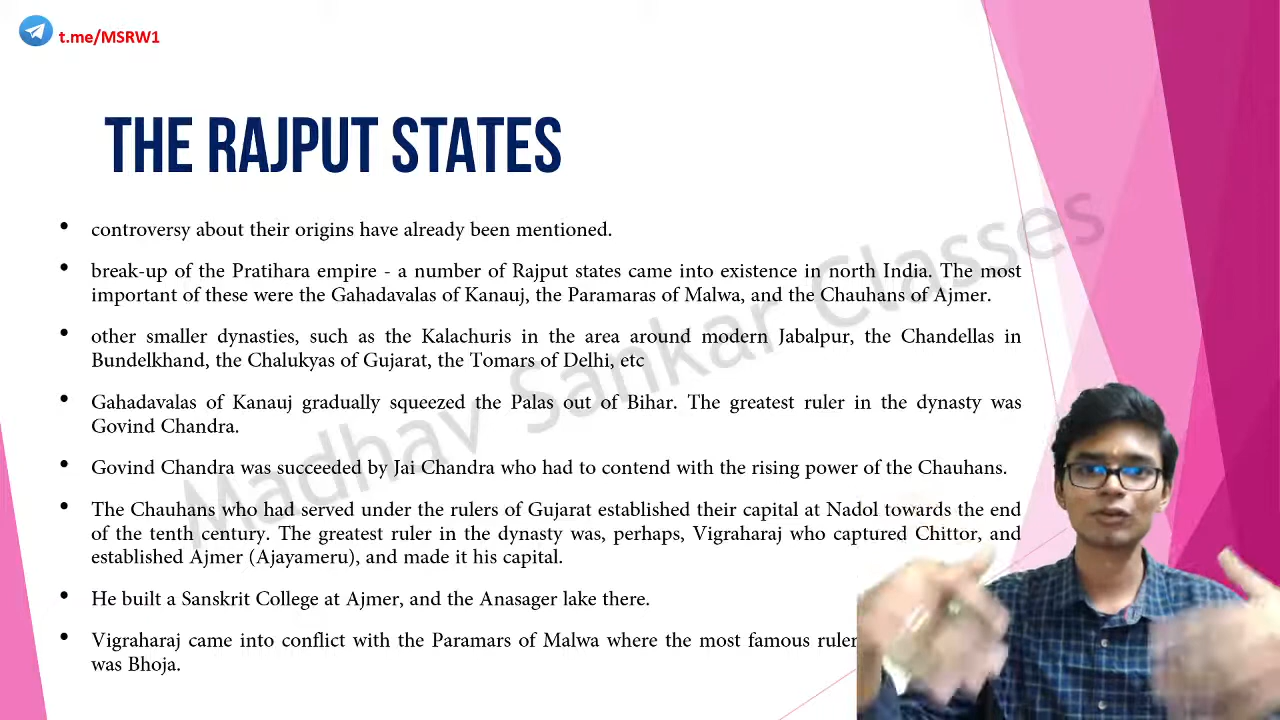 t.me/MSRW1
THE RAJPUT STATES
• controversy about their origins have already been mentioned.
• break-up of the Pratihara empire - a number of Rajput states came into existence in north India. The most
important of these were the Gahadavalas of Kanauj, the Paramaras of Malwa, and the Chauhans of Ajmer.
• other smaller dynasties, such as the Kalachuris in the area around modern Jabalpur, the Chandellas in
Bundelkhand, the Chalukyas of Gujarat, the Tomars of Delhi, etc
• Gahadavalas of Kanauj gradually squeezed the Palas out of Bihar. The greatest ruler in the dynasty was
Govind Chandra.
• Govind Chandra was succeeded by Jai Chandra who had to contend with the rising power of the Chauhans.
• The Chauhans who had served under the rulers of Gujarat established their capital at Nadol towards the end
of the tenth century. The greatest ruler in the dynasty was, perhaps, Vigraharaj who captured Chittor, and
established Ajmer (Ajayameru), and made it his capital.
• He built a Sanskrit College at Ajmer, and the Anasager lake there.
• Vigraharaj came into conflict with the Paramars of Malwa where the most famous ruler
was Bhoja.
Madhav Sankar Classes